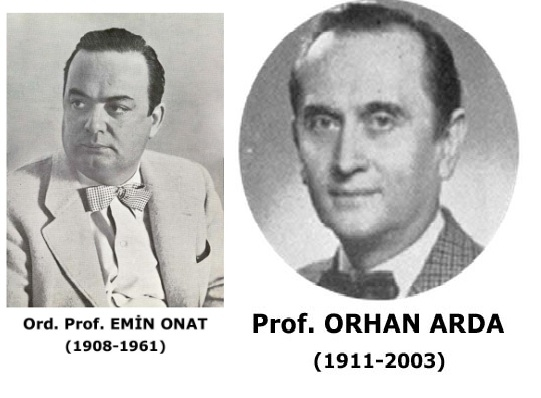 Ord. Prof. EMİN ONAT
(1908-1961)
Prof. ORHAN ARDA
(1911-2003)